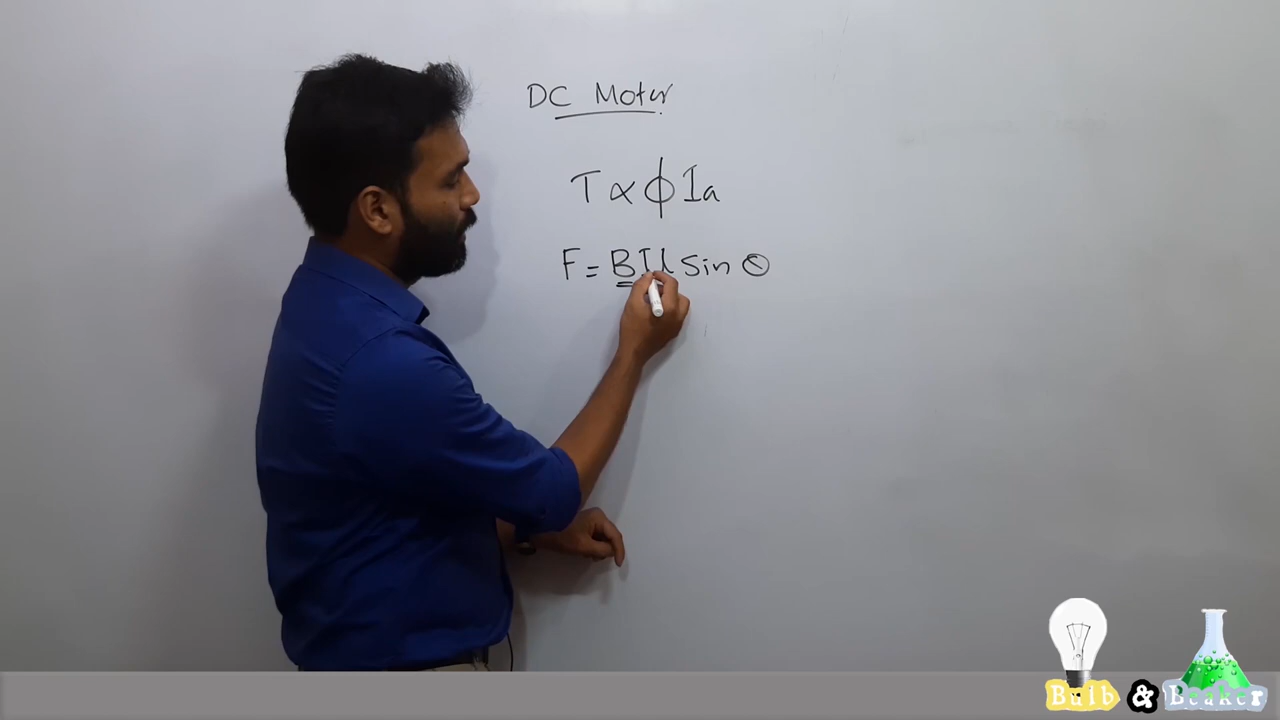 DC Motor
T ∝ ϕ Ia
F = BIl Sin θ
Bulb & Beaker